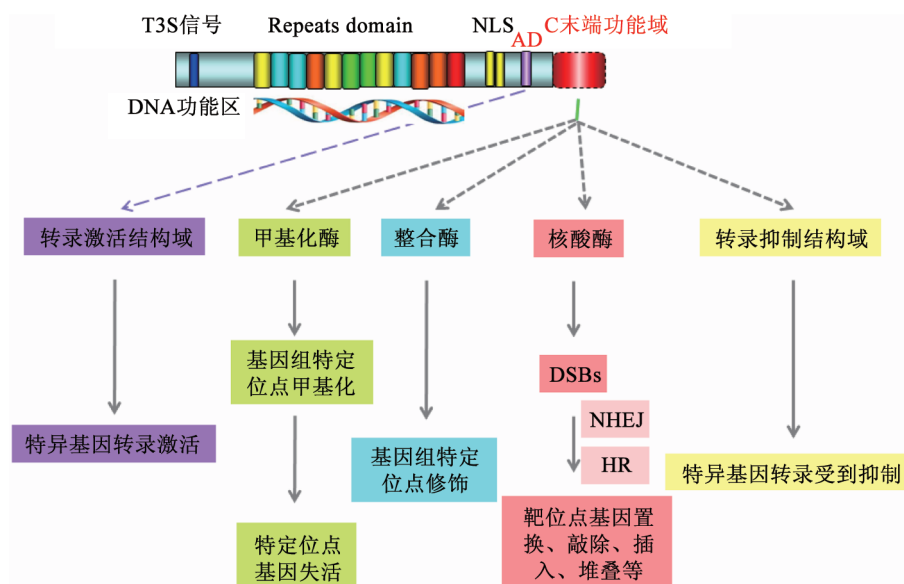 T3S信号 Repeats domain NLS AD C末端功能域
DNA功能区
转录激活结构域 甲基化酶 整合酶 核酸酶 转录抑制结构域
基因组特定
位点甲基化
DSBs
NHEJ
HR
特异基因转录激活
基因组特定
位点修饰
特异基因转录受到抑制
特定位点
基因失活
靶位点基因置
换、敲除、插
入、堆叠等